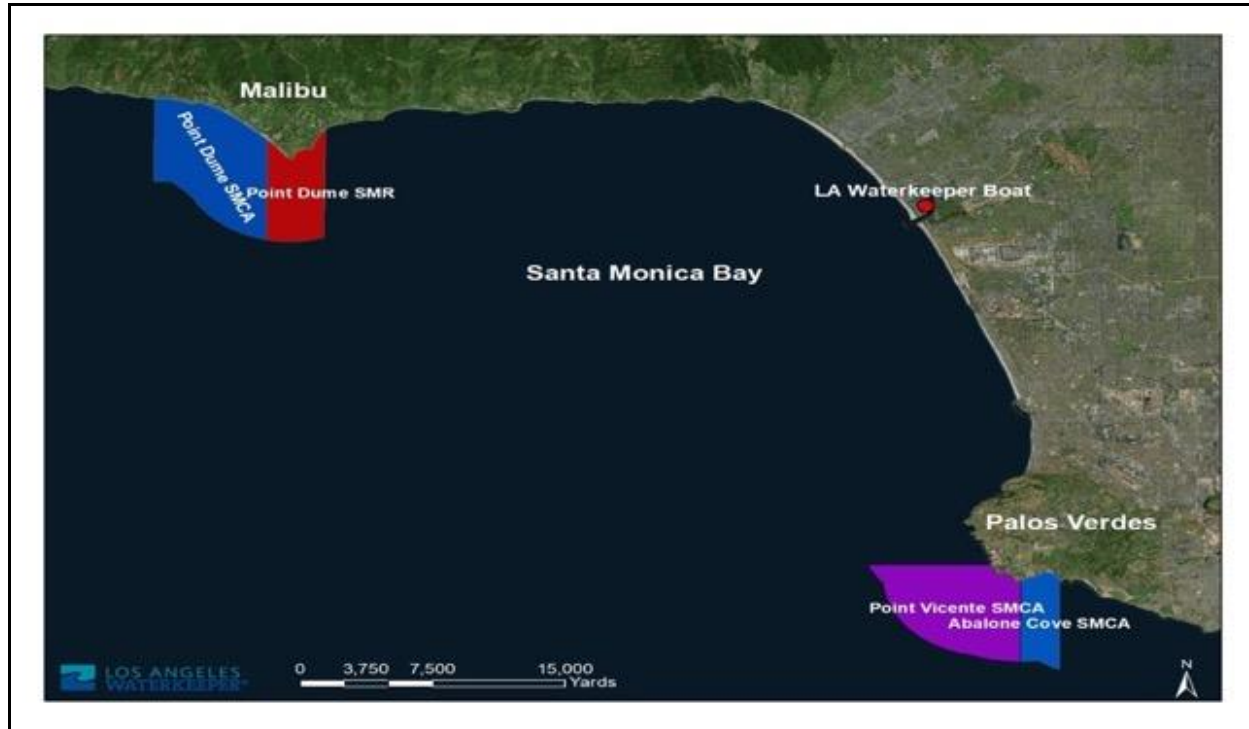 Malibu
Point Dume SMCA
Point Dume SMR
LA Waterkeeper Boat
Santa Monica Bay
Palos Verdes
Point Vicente SMCA
Abalone Cove SMCA
LOS ANGELES
WATERKEEPER®
0 3,750 7,500 15,000
Yards
N